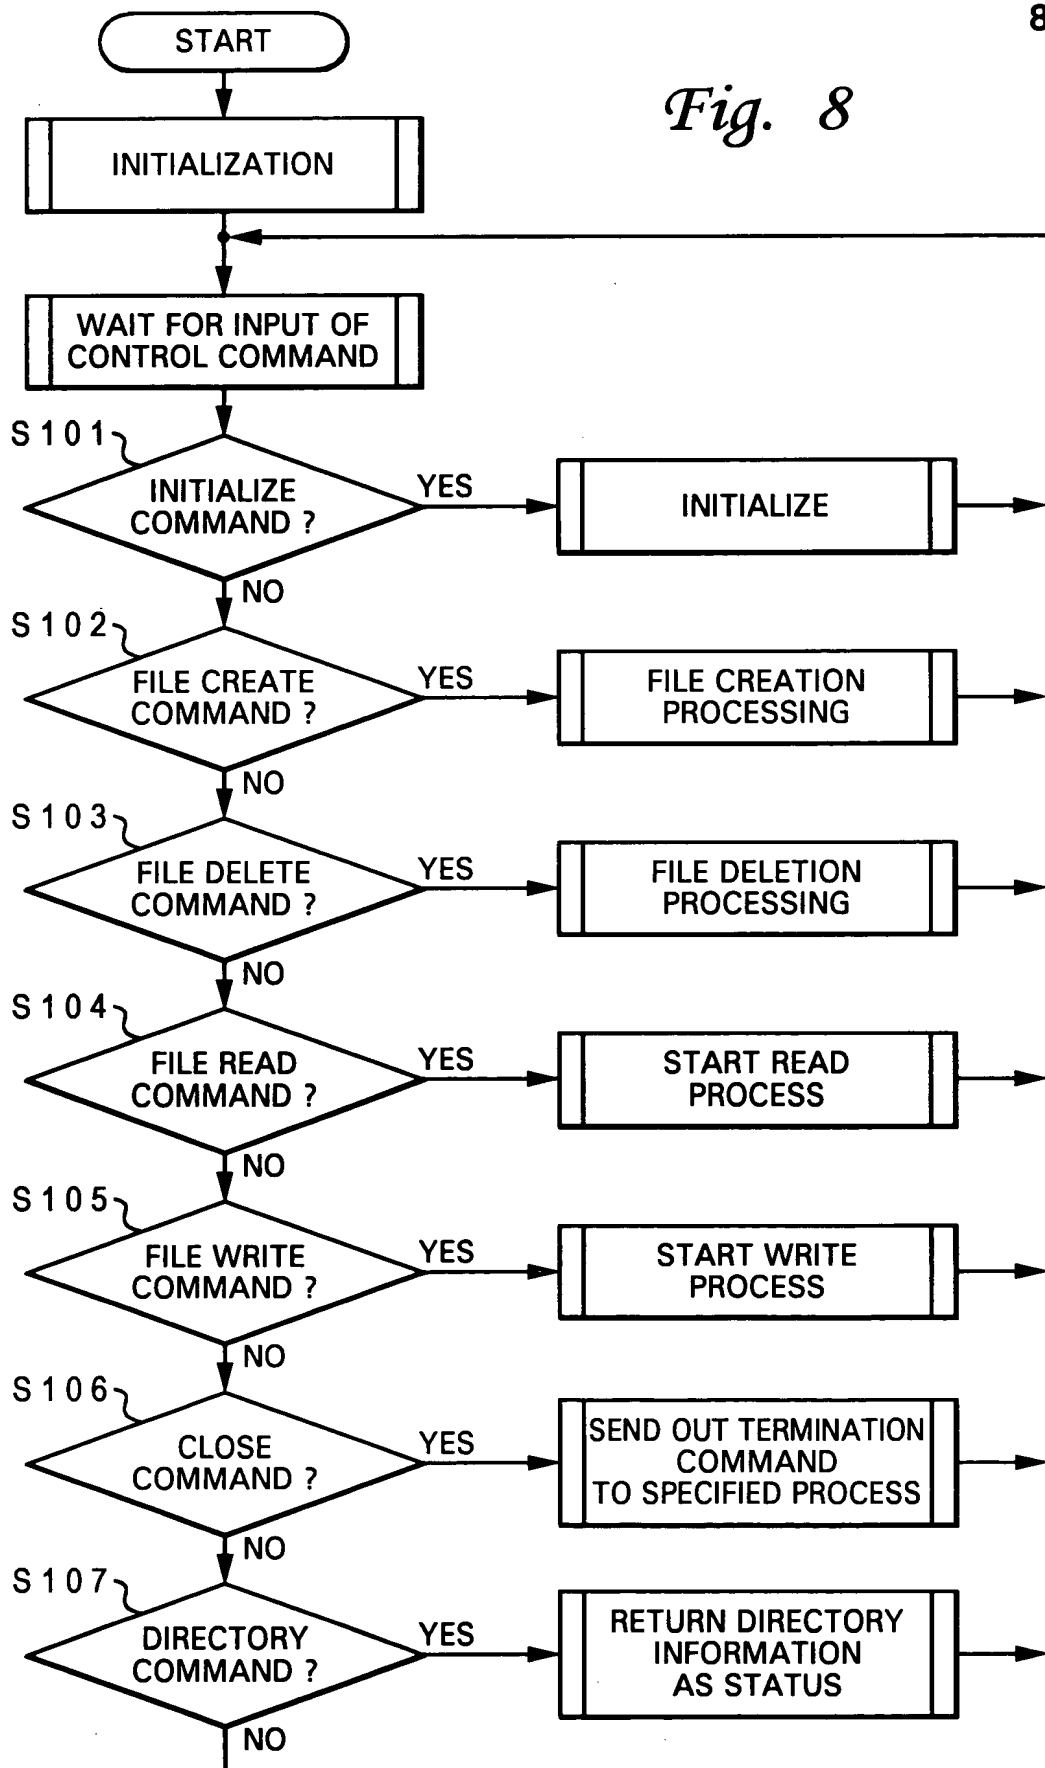 START
8
Fig. 8
INITIALIZATION
WAIT FOR INPUT OF
CONTROL COMMAND
S101
INITIALIZE
COMMAND ?
YES
INITIALIZE
NO
S102
FILE CREATE
COMMAND ?
YES
FILE CREATION
PROCESSING
NO
S103
FILE DELETE
COMMAND ?
YES
FILE DELETION
PROCESSING
NO
S104
FILE READ
COMMAND ?
YES
START READ
PROCESS
NO
S105
FILE WRITE
COMMAND ?
YES
START WRITE
PROCESS
NO
S106
CLOSE
COMMAND ?
YES
SEND OUT TERMINATION
COMMAND
TO SPECIFIED PROCESS
NO
S107
DIRECTORY
COMMAND ?
YES
RETURN DIRECTORY
INFORMATION
AS STATUS
NO